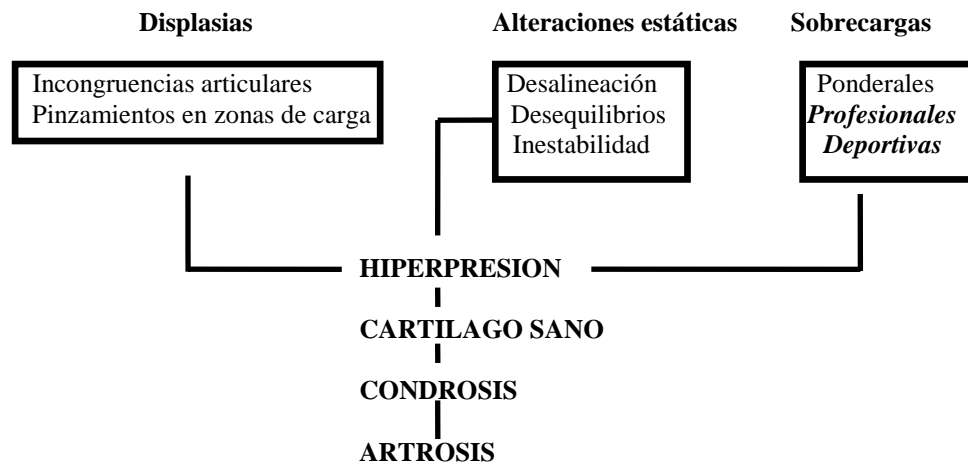 Displasias
Incongruencias articulares
Pinzamientos en zonas de carga
Alteraciones estáticas
Desalineación
Desequilibrios
Inestabilidad
Sobrecargas
Ponderales
Profesionales
Deportivas
HIPERPRESION
CARTILAGO SANO
CONDROSIS
ARTROSIS